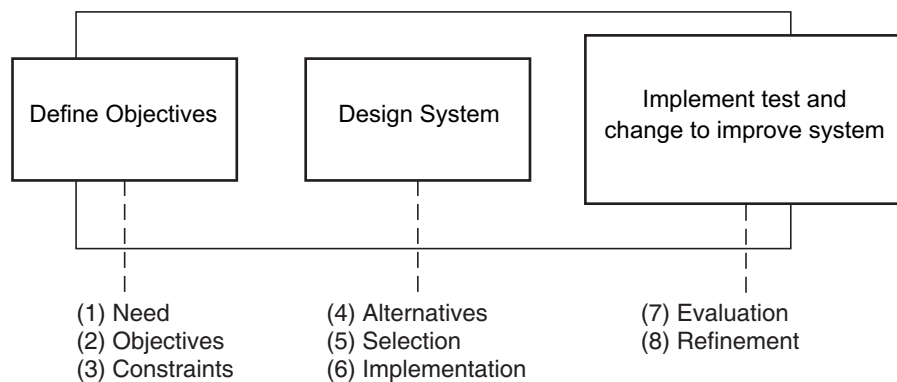 Define Objectives
Design System
Implement test and
change to improve system
(1) Need
(2) Objectives
(3) Constraints
(4) Alternatives
(5) Selection
(6) Implementation
(7) Evaluation
(8) Refinement